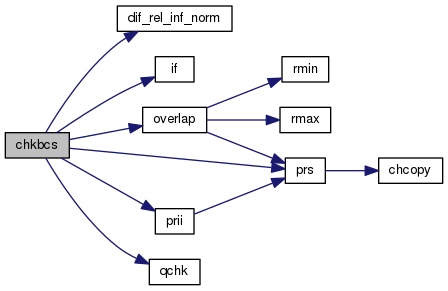 dif_rel_inf_norm
if
rmin
overlap
rmax
chkbcs
prs
chcopy
prii
qchk